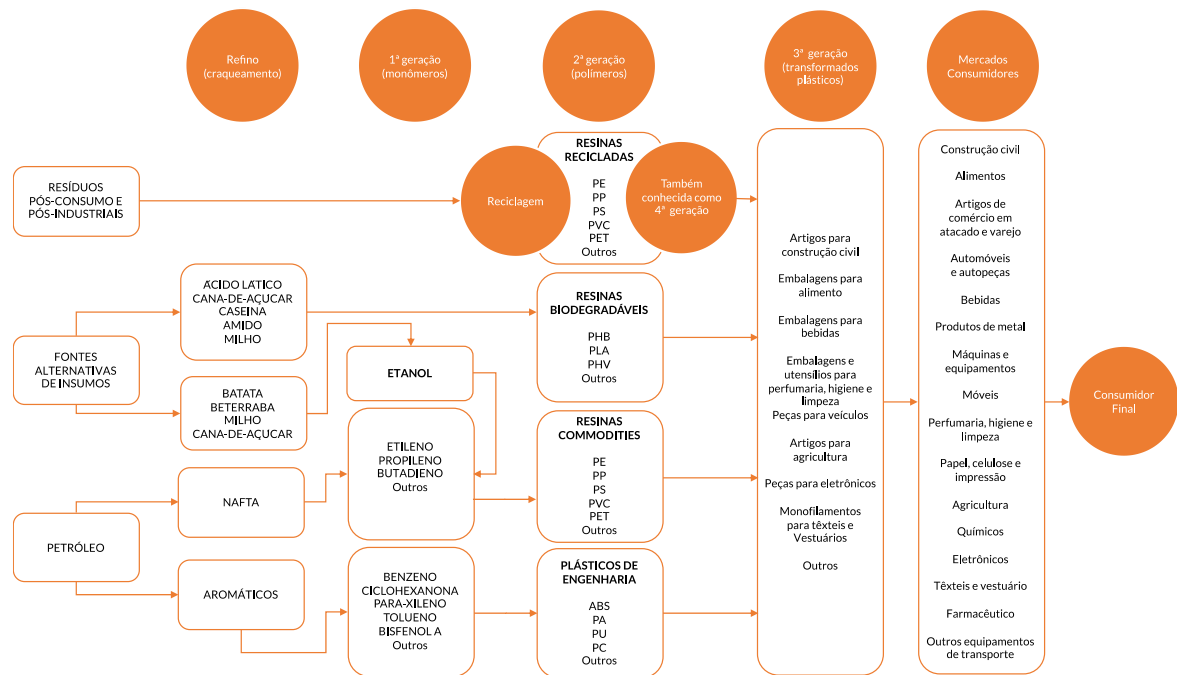 Refino
(craqueamento)
1ª geração
(monômeros)
2ª geração
(polímeros)
3ª geração
(transformados
plásticos)
Mercados
Consumidores
RESÍDUOS
PÓS-CONSUMO E
PÓS-INDUSTRIAIS
Reciclagem
RESINAS
RECICLADAS
PE
PP
PS
PVC
PET
Outros
Também
conhecida como
4ª geração
FONTES
ALTERNATIVAS
DE INSUMOS
ÁCIDO LÁTICO
CANA-DE-AÇUCAR
CASEINA
AMIDO
MILHO
BATATA
BETERRABA
MILHO
CANA-DE-AÇUCAR
ETANOL
RESINAS
BIODEGRADÁVEIS
PHB
PLA
PHV
Outros
PETRÓLEO
NAFTA
AROMÁTICOS
ETILENO
PROPILENO
BUTADIENO
Outros
RESINAS
COMMODITIES
PE
PP
PS
PVC
PET
Outros
BENZENO
CICLOHEXANONA
PARA-XILENO
TOLUENO
BISFENOL A
Outros
PLÁSTICOS DE
ENGENHARIA
ABS
PA
PU
PC
Outros
Artigos para
construção civil
Embalagens para
alimento
Embalagens para
bebidas
Embalagens e
utensílios para
perfumaria, higiene e
limpeza
Peças para veículos
Artigos para
agricultura
Peças para eletrônicos
Monofilamentos
para têxteis e
Vestuários
Outros
Construção civil
Alimentos
Artigos de
comércio em
atacado e varejo
Automóveis
e autopeças
Bebidas
Produtos de metal
Máquinas e
equipamentos
Móveis
Perfumaria, higiene e
limpeza
Papel, celulose e
impressão
Agricultura
Químicos
Eletrônicos
Têxteis e vestuário
Farmacêutico
Outros equipamentos
de transporte
Consumidor
Final